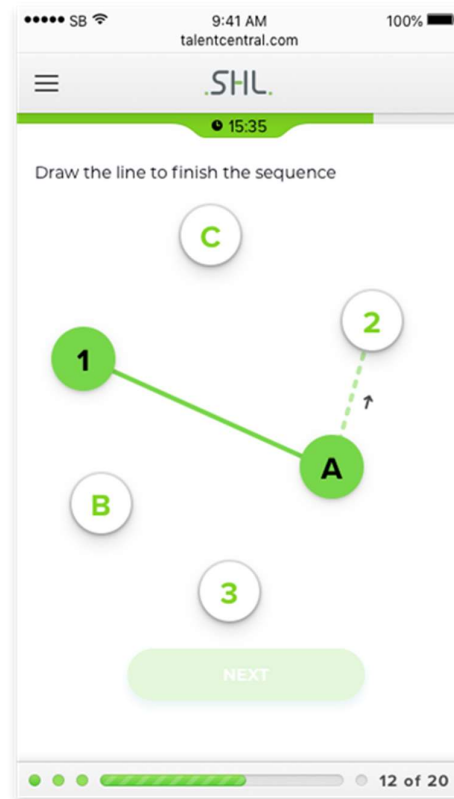 SB 9:41 AM 100%
talentcentral.com
.SHL.
15:35
Draw the line to finish the sequence
C
2
1
A
B
3
NEXT
12 of 20